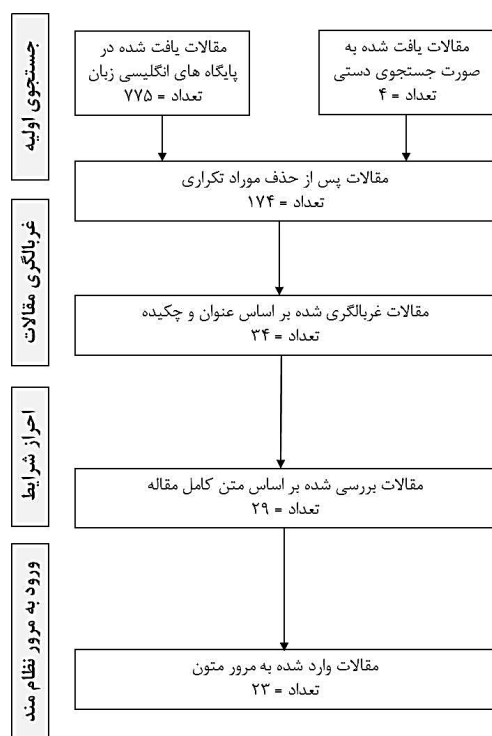 جستجوی اولیه
مقالات یافت شده به
صورت جستجوی دستی
تعداد = ۴
مقالات یافت شده در
پایگاه های انگلیسی زبان
تعداد = ۷۷۵
مقالات پس از حذف موراد تکراری
تعداد = ۱۷۴
غربالگری مقالات
مقالات غربالگری شده بر اساس عنوان و چکیده
تعداد = ۳۴
احراز شرایط
مقالات بررسی شده بر اساس متن کامل مقاله
تعداد = ۲۹
ورود به مرور نظام مند
مقالات وارد شده به مرور متون
تعداد = ۲۳